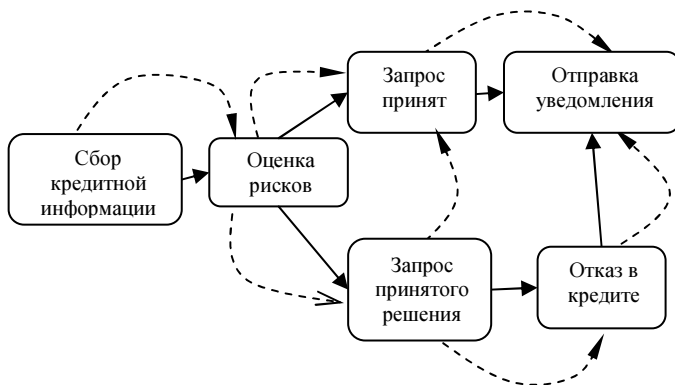 Запрос
принят
Отправка
уведомления
Сбор
кредитной
информации
Оценка
рисков
Запрос
принятого
решения
Отказ в
кредите